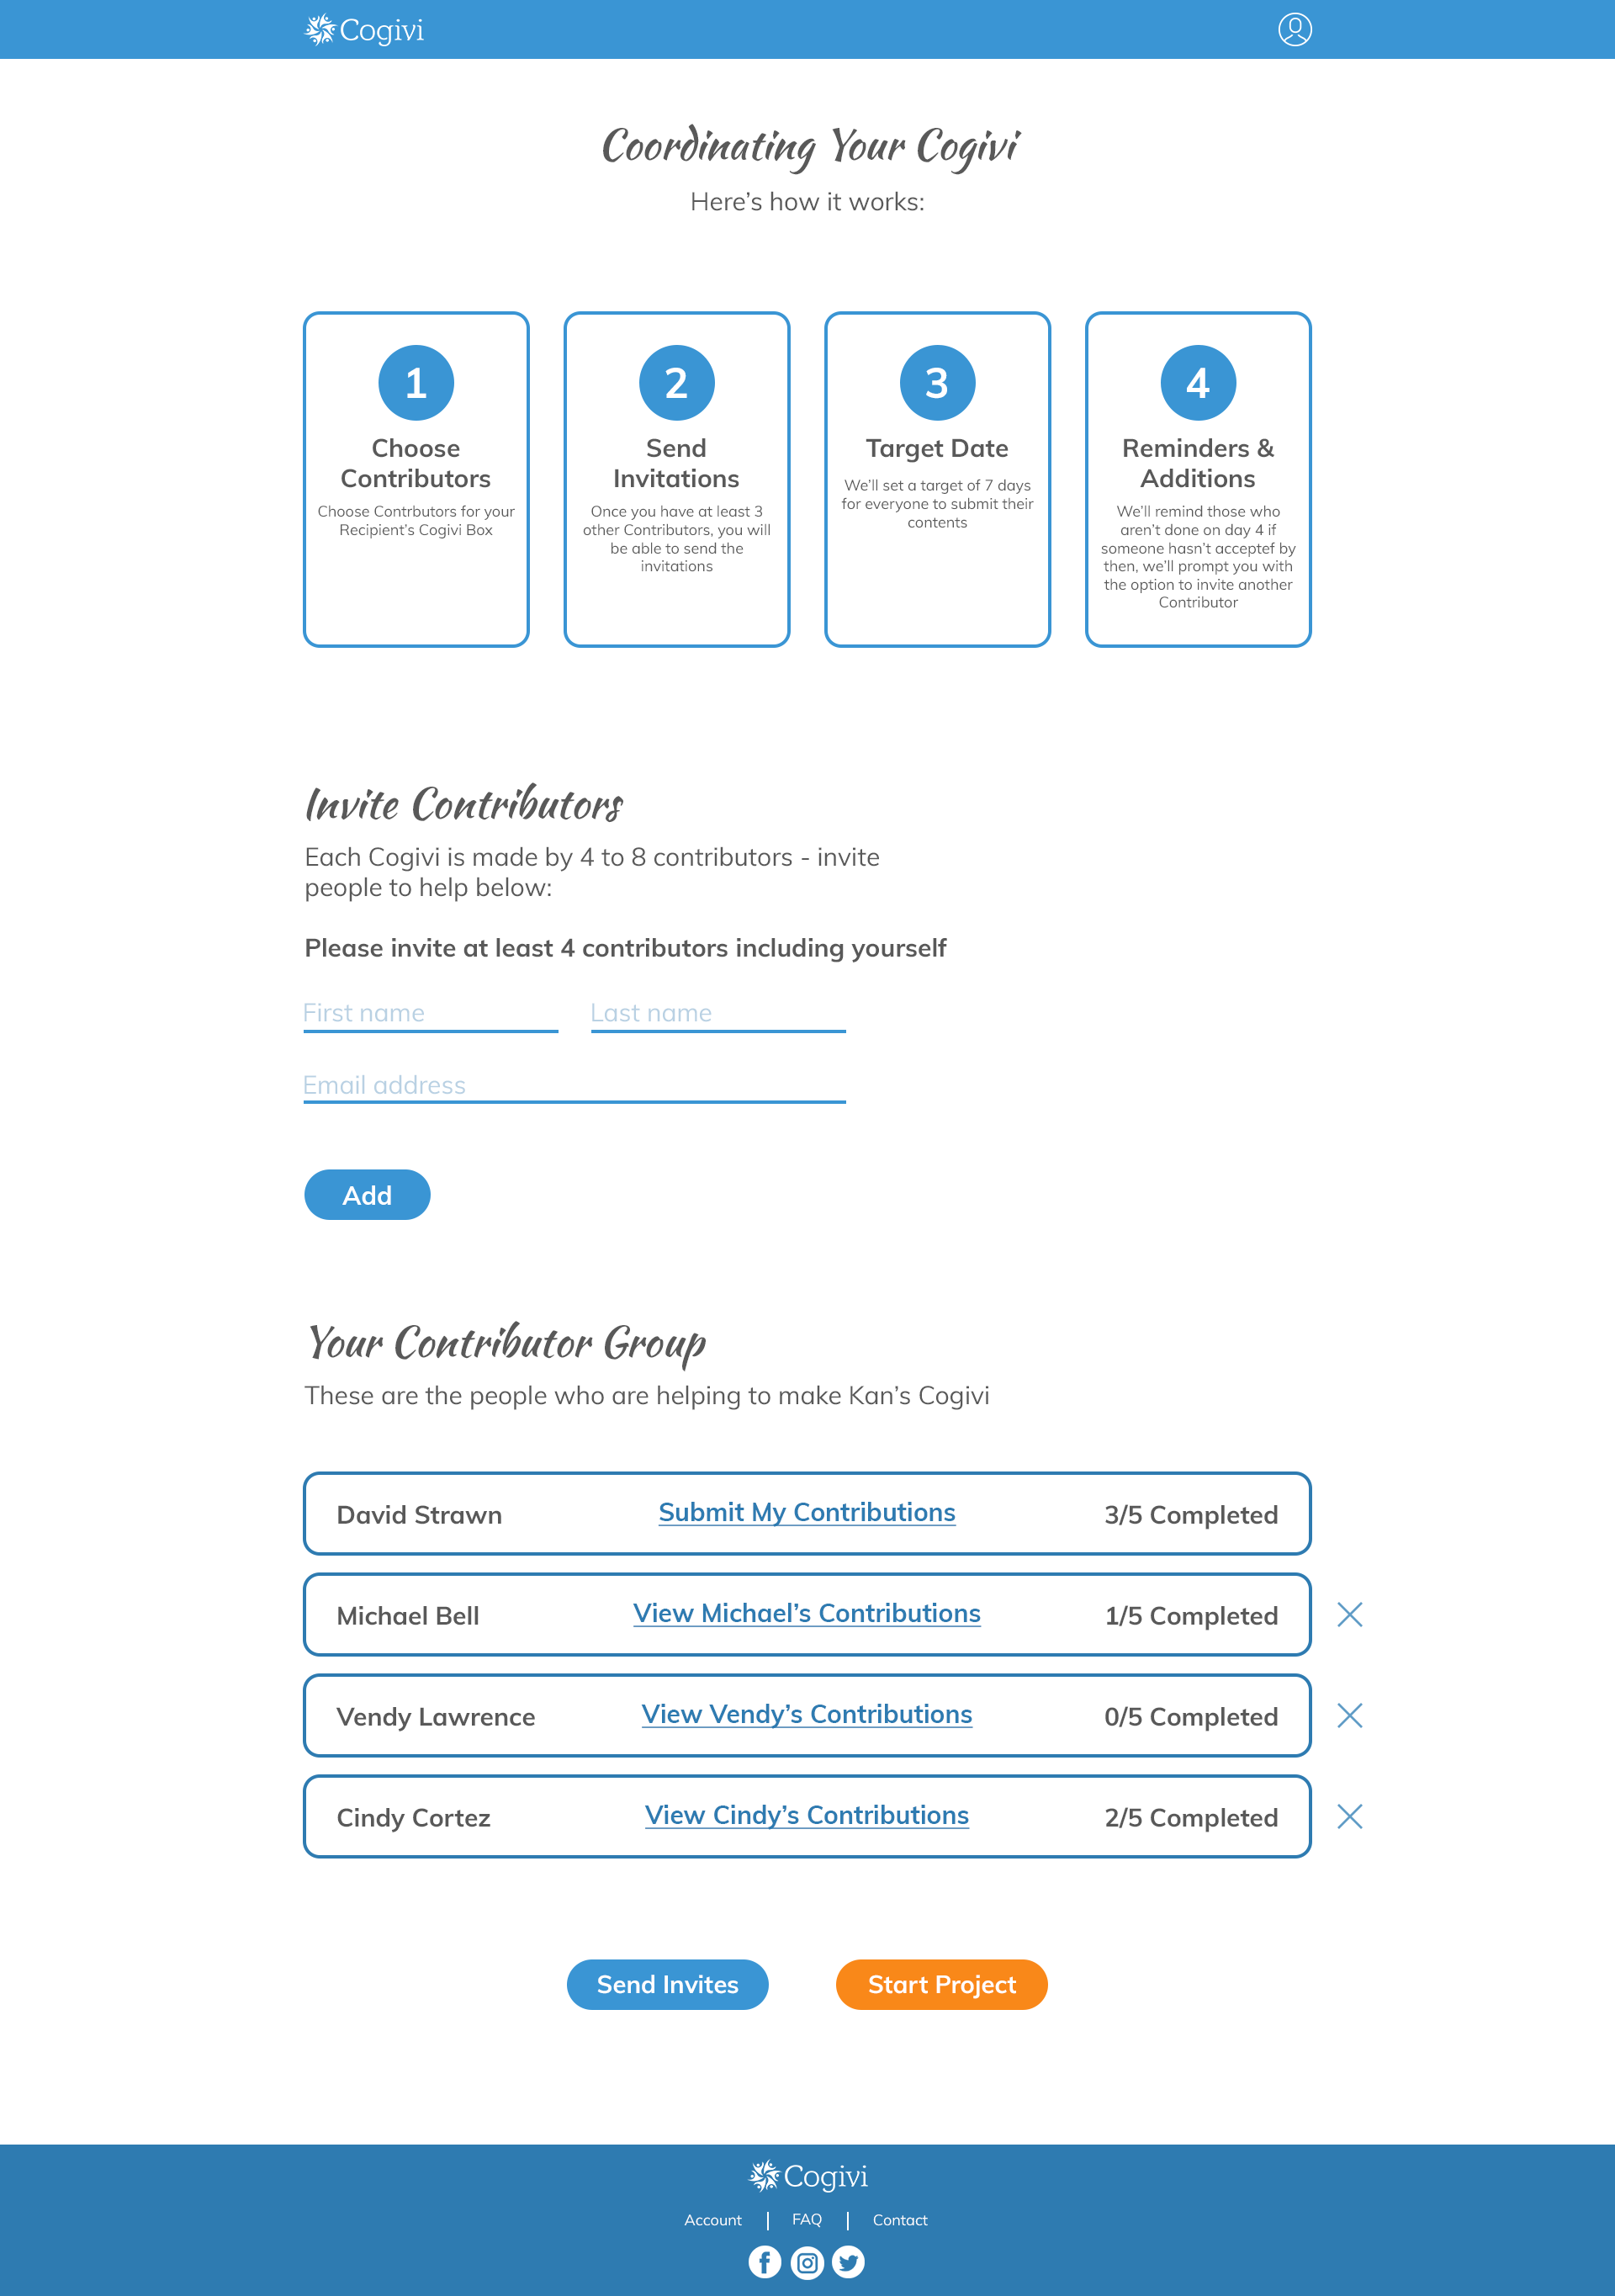 Cogivi
Coordinating Your Cogivi
Here’s how it works:
1
Choose
Contributors
Choose Contrbutors for your
Recipient’s Cogivi Box
2
Send
Invitations
Once you have at least 3
other Contributors, you will
be able to send the
invitations
3
Target Date
We’ll set a target of 7 days
for everyone to submit their
contents
4
Reminders &
Additions
We’ll remind those who
aren’t done on day 4 if
someone hasn’t acceptef by
then, we’ll prompt you with
the option to invite another
Contributor
Invite Contributors
Each Cogivi is made by 4 to 8 contributors - invite
people to help below:
Please invite at least 4 contributors including yourself
First name Last name
Email address
Add
Your Contributor Group
These are the people who are helping to make Kan’s Cogivi
David Strawn Submit My Contributions 3/5 Completed
Michael Bell View Michael’s Contributions 1/5 Completed
Vendy Lawrence View Vendy’s Contributions 0/5 Completed
Cindy Cortez View Cindy’s Contributions 2/5 Completed
Send Invites Start Project
Cogivi
Account | FAQ | Contact